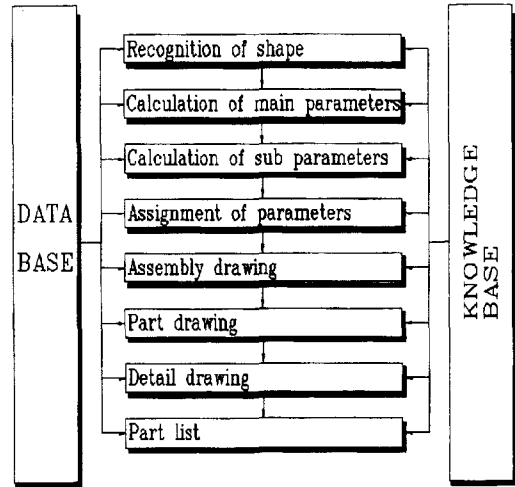 Recognition of shape
Calculation of main parameters
Calculation of sub parameters
DATA
BASE
Assignment of parameters
Assembly drawing
Part drawing
Detail drawing
Part list
KNOWLEDGE
BASE